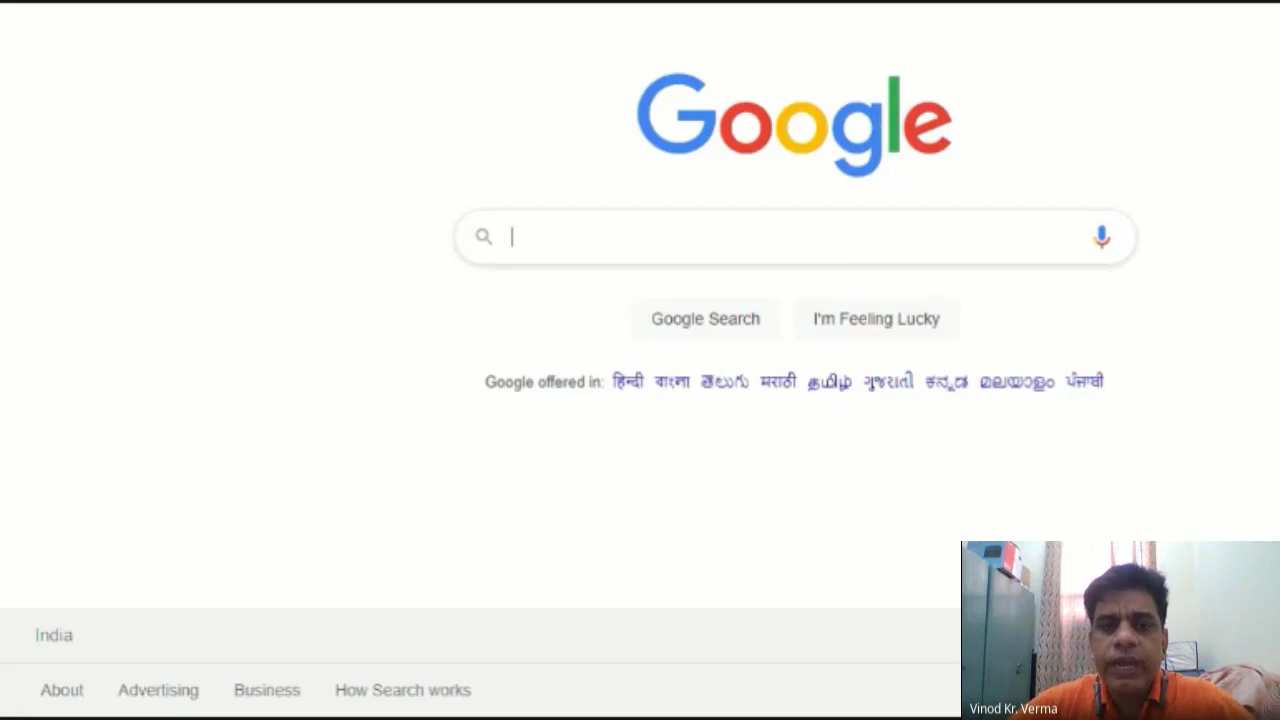 Google
Google Search I'm Feeling Lucky
Google offered in: हिन्दी বাংলা తెలుగు मराठी தமிழ் ગુજરાતી ಕನ್ನಡ മലയാളം ਪੰਜਾਬੀ
India
About Advertising Business How Search works
Vinod Kr. Verma